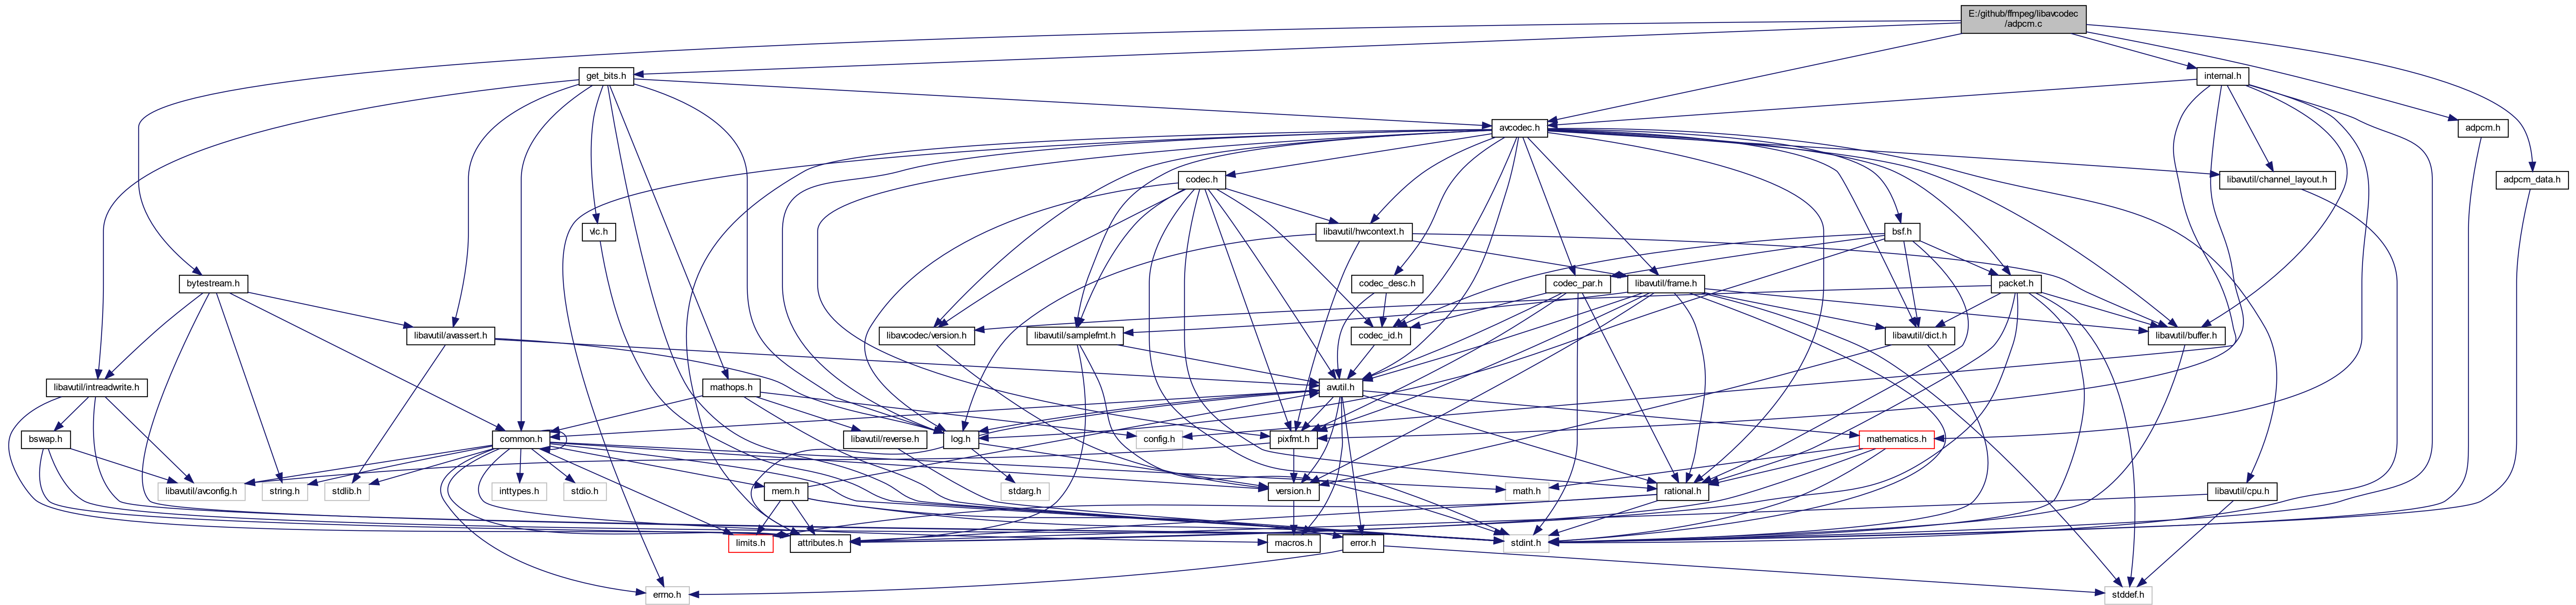 E:/github/ffmpeg/libavcodec
/adpcm.c
get_bits.h
internal.h
avcodec.h
adpcm.h
codec.h
libavutil/channel_layout.h
adpcm_data.h
vlc.h
libavutil/hwcontext.h
bsf.h
bytestream.h
codec_desc.h
codec_par.h
libavutil/frame.h
packet.h
libavutil/avassert.h
libavcodec/version.h
libavutil/samplefmt.h
codec_id.h
libavutil/dict.h
libavutil/buffer.h
libavutil/intreadwrite.h
mathops.h
avutil.h
bswap.h
common.h
libavutil/reverse.h
log.h
config.h
pixfmt.h
mathematics.h
libavutil/avconfig.h
string.h
stdlib.h
inttypes.h
stdio.h
mem.h
stdarg.h
version.h
math.h
rational.h
libavutil/cpu.h
limits.h
attributes.h
macros.h
error.h
stdint.h
errno.h
stddef.h